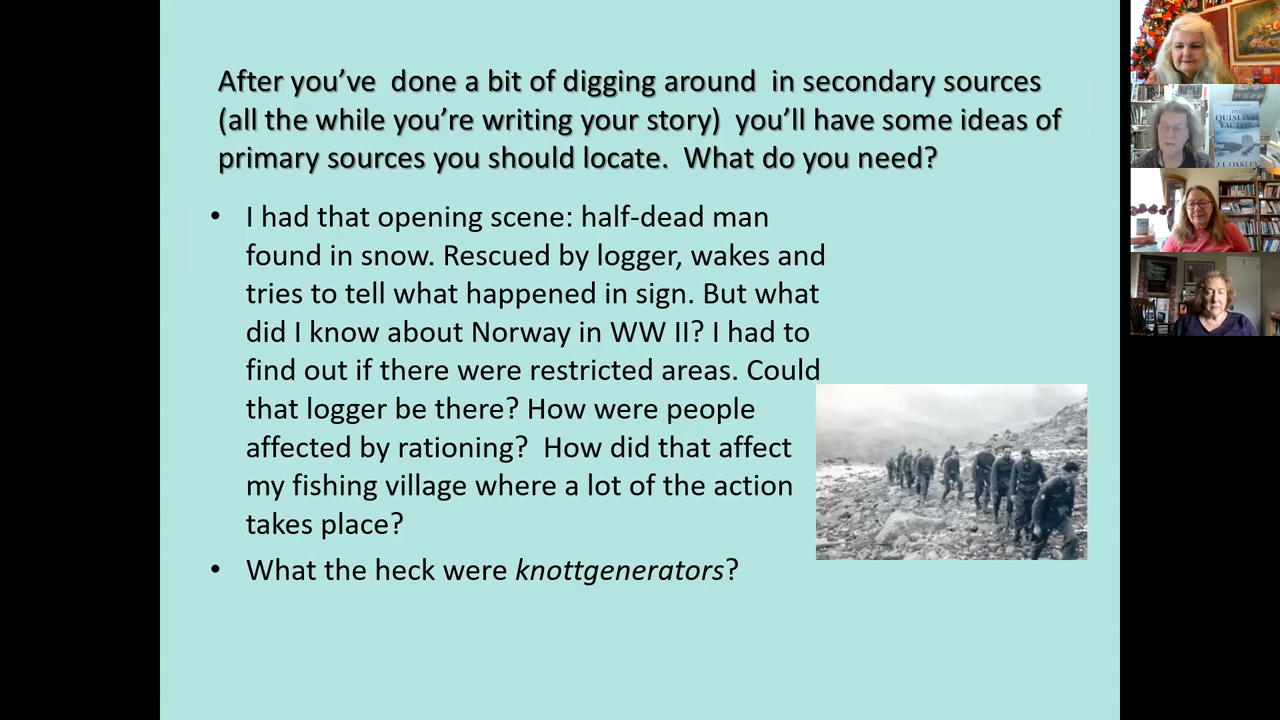 After you've  done a bit of digging around  in secondary sources
(all the while you're writing your story)  you'll have some ideas of
primary sources you should locate.  What do you need?
• I had that opening scene: half-dead man
found in snow. Rescued by logger, wakes and
tries to tell what happened in sign. But what
did I know about Norway in WW II? I had to
find out if there were restricted areas. Could
that logger be there? How were people
affected by rationing?  How did that affect
my fishing village where a lot of the action
takes place?
• What the heck were knottgenerators?
THE
QUISLING
FACTOR
J L OAKLEY